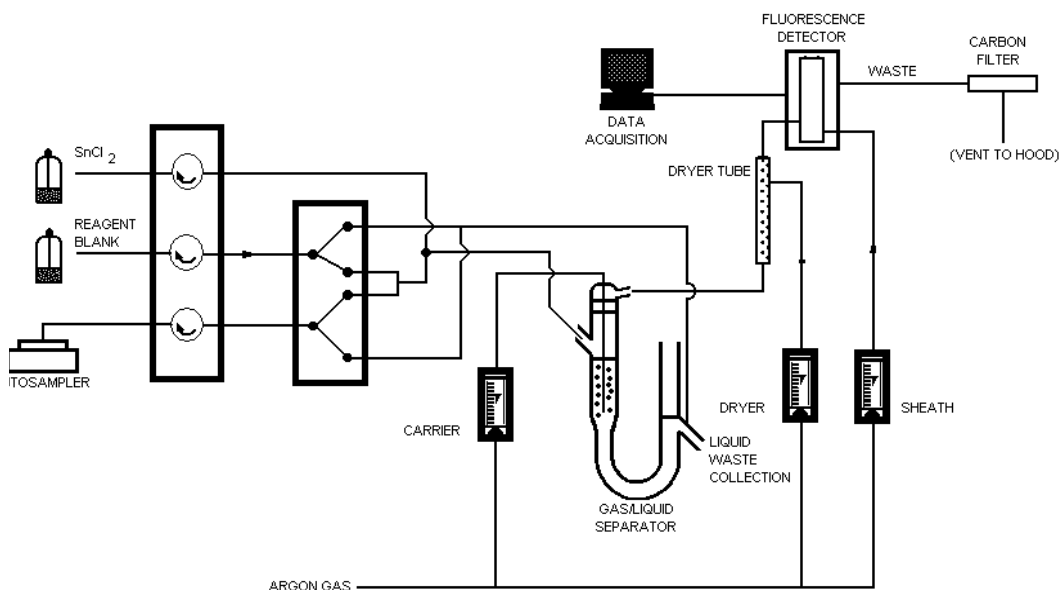 FLUORESCENCE
DETECTOR
CARBON
FILTER
WASTE
DATA
ACQUISITION
(VENT TO HOOD)
SnCl 2
DRYER TUBE
REAGENT
BLANK
UTOSAMPLER
CARRIER
DRYER
SHEATH
LIQUID
WASTE
COLLECTION
GAS/LIQUID
SEPARATOR
ARGON GAS